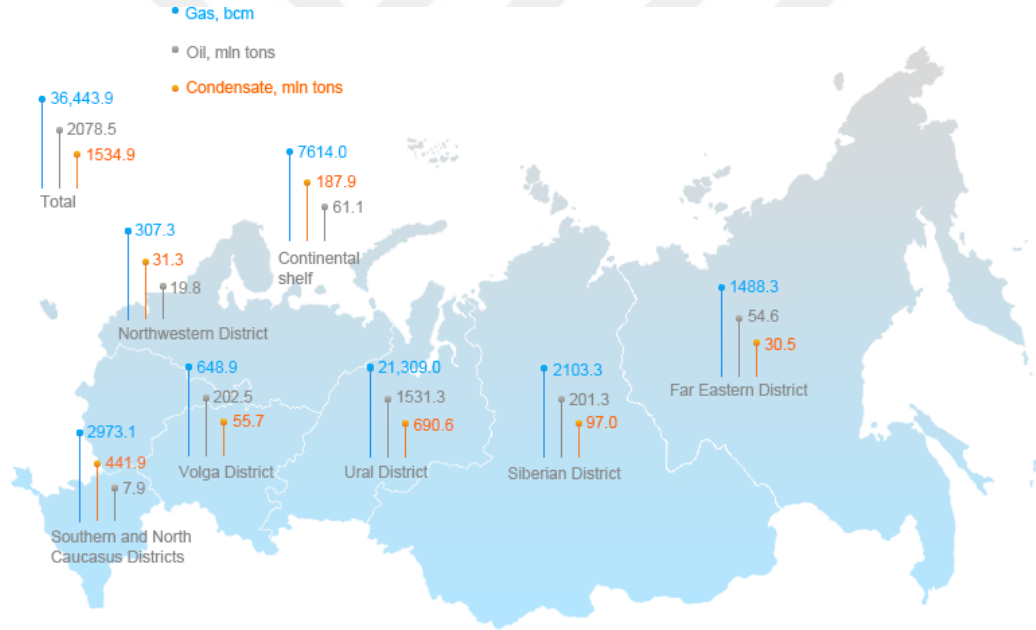 Gas, bcm
Oil, mln tons
Condensate, mln tons
36,443.9
2078.5
1534.9
Total
7614.0
187.9
61.1
Continental
shelf
307.3
31.3
19.8
Northwestern District
1488.3
54.6
30.5
Far Eastern District
648.9
202.5
55.7
Volga District
21,309.0
1531.3
690.6
Ural District
2103.3
201.3
97.0
Siberian District
2973.1
441.9
7.9
Southern and North
Caucasus Districts